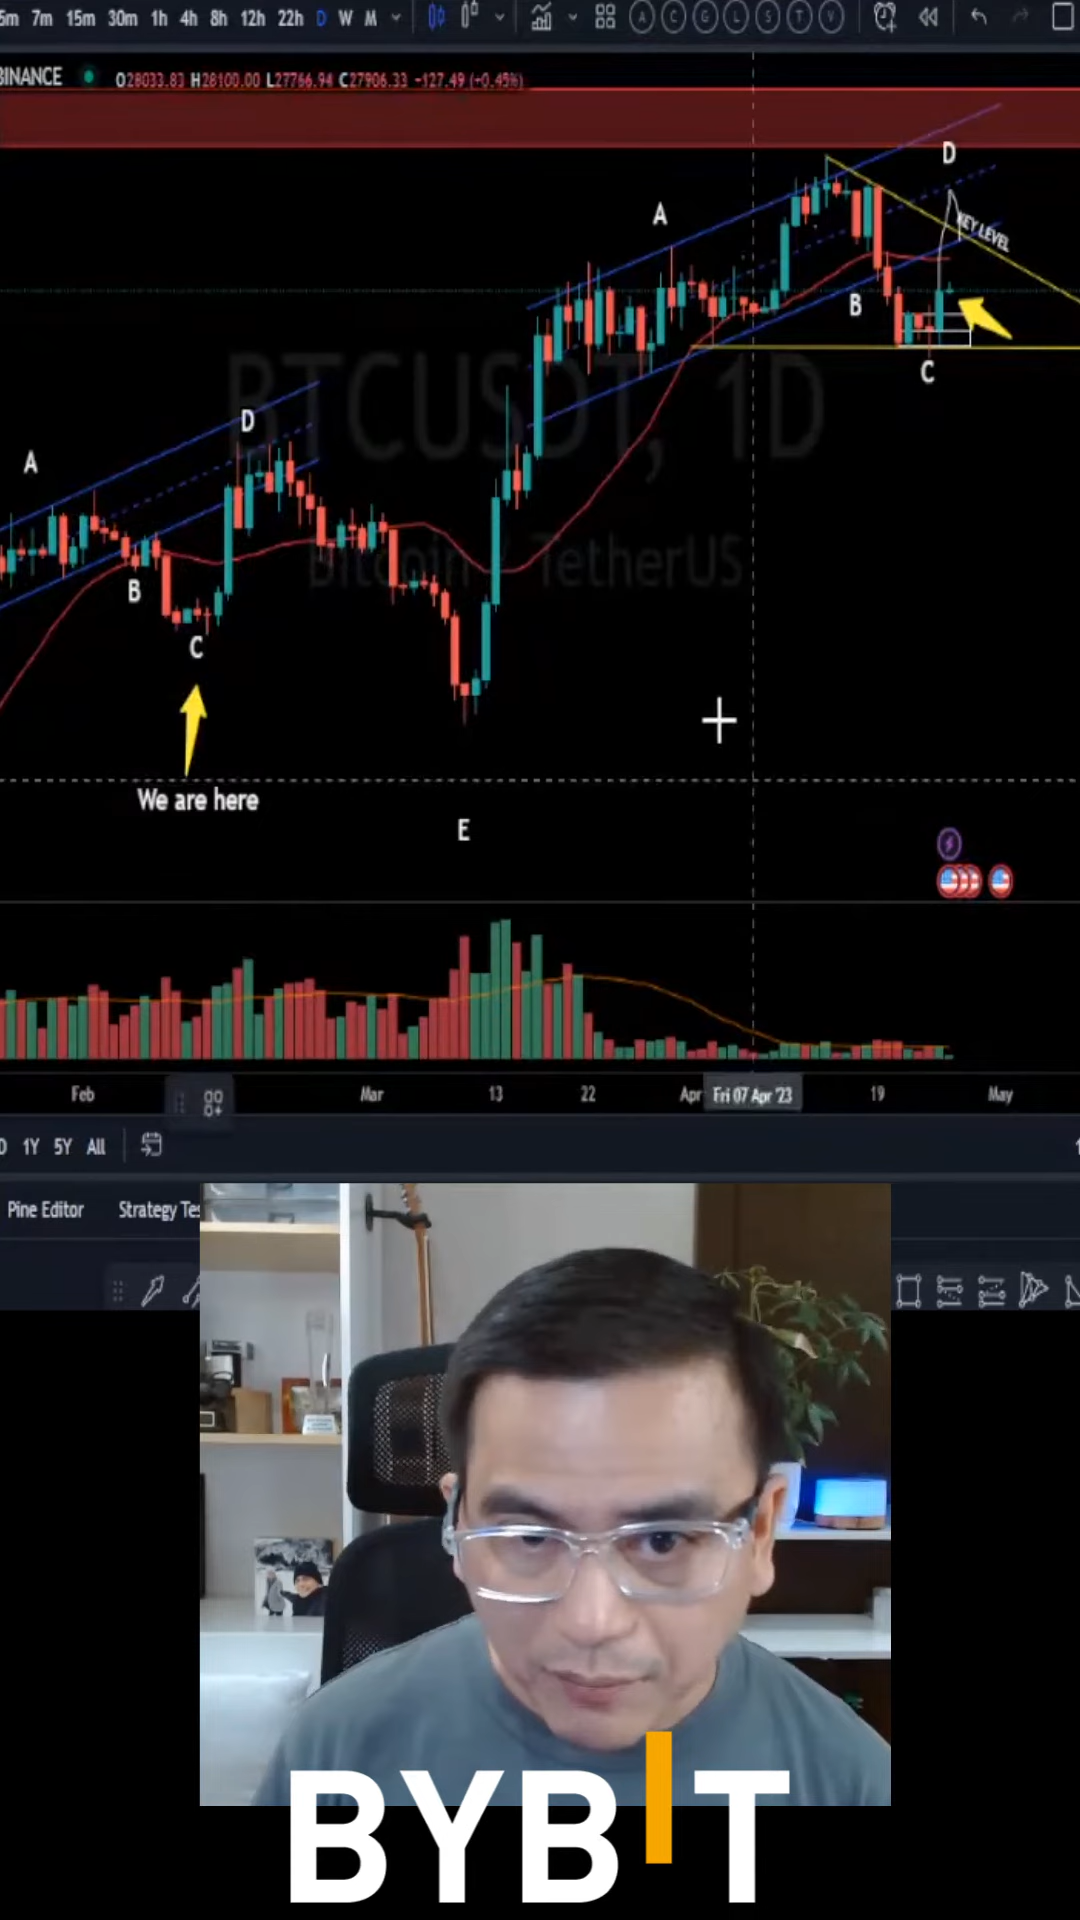 5m 7m 15m 30m 1h 4h 8h 12h 22h D W M A C G L S T V
BINANCE O28033.83 H28100.00 L27766.94 C27906.33 −127.49 (−0.45%)
D
KEY LEVEL
A
B
C
BTCUSDT, 1D
D
A
Bitcoin / TetherUS
B
C
We are here
E
Feb Mar 13 22 Apr Fri 07 Apr '23 19 May
1Y 5Y All
Pine Editor Strategy Tes
BYBIT